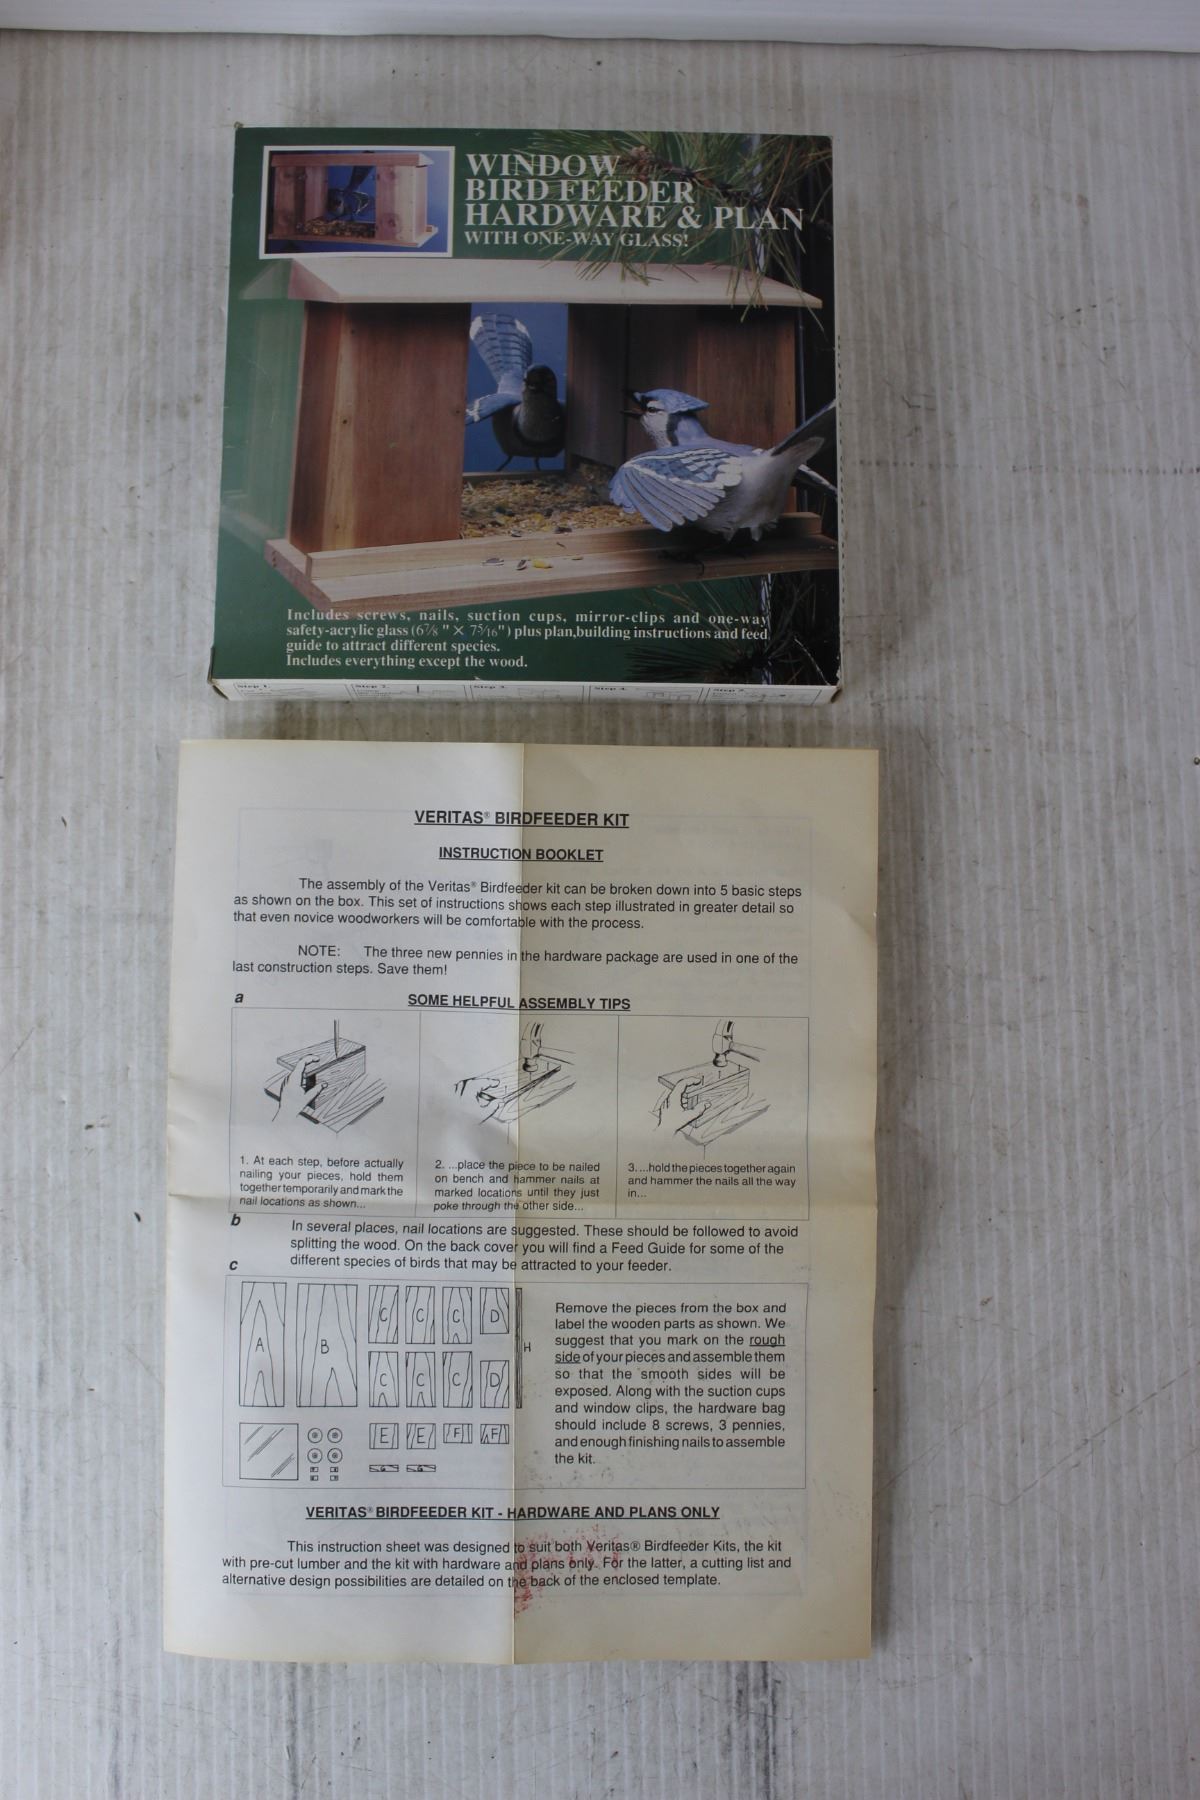 WINDOW
BIRD FEEDER
HARDWARE & PLAN
WITH ONE-WAY GLASS!
Includes screws, nails, suction cups, mirror-clips and one-way
safety-acrylic glass (6⅞ " X 7 5/16") plus plan,building instructions and feed
guide to attract different species.
Includes everything except the wood.
Step 1. Step 2. Step 3. Step 4. Step 5.
VERITAS® BIRDFEEDER KIT
INSTRUCTION BOOKLET
The assembly of the Veritas® Birdfeeder kit can be broken down into 5 basic steps
as shown on the box. This set of instructions shows each step illustrated in greater detail so
that even novice woodworkers will be comfortable with the process.
NOTE: The three new pennies in the hardware package are used in one of the
last construction steps. Save them!
a SOME HELPFUL ASSEMBLY TIPS
1. At each step, before actually
nailing your pieces, hold them
together temporarily and mark the
nail locations as shown...
2. ...place the piece to be nailed
on bench and hammer nails at
marked locations until they just
poke through the other side...
3. ...hold the pieces together again
and hammer the nails all the way
in...
b In several places, nail locations are suggested. These should be followed to avoid
splitting the wood. On the back cover you will find a Feed Guide for some of the
different species of birds that may be attracted to your feeder.
c
A B C C C D H
C C C D
E E F F
G G
Remove the pieces from the box and
label the wooden parts as shown. We
suggest that you mark on the rough
side of your pieces and assemble them
so that the smooth sides will be
exposed. Along with the suction cups
and window clips, the hardware bag
should include 8 screws, 3 pennies,
and enough finishing nails to assemble
the kit.
VERITAS® BIRDFEEDER KIT - HARDWARE AND PLANS ONLY
This instruction sheet was designed to suit both Veritas® Birdfeeder Kits, the kit
with pre-cut lumber and the kit with hardware and plans only. For the latter, a cutting list and
alternative design possibilities are detailed on the back of the enclosed template.